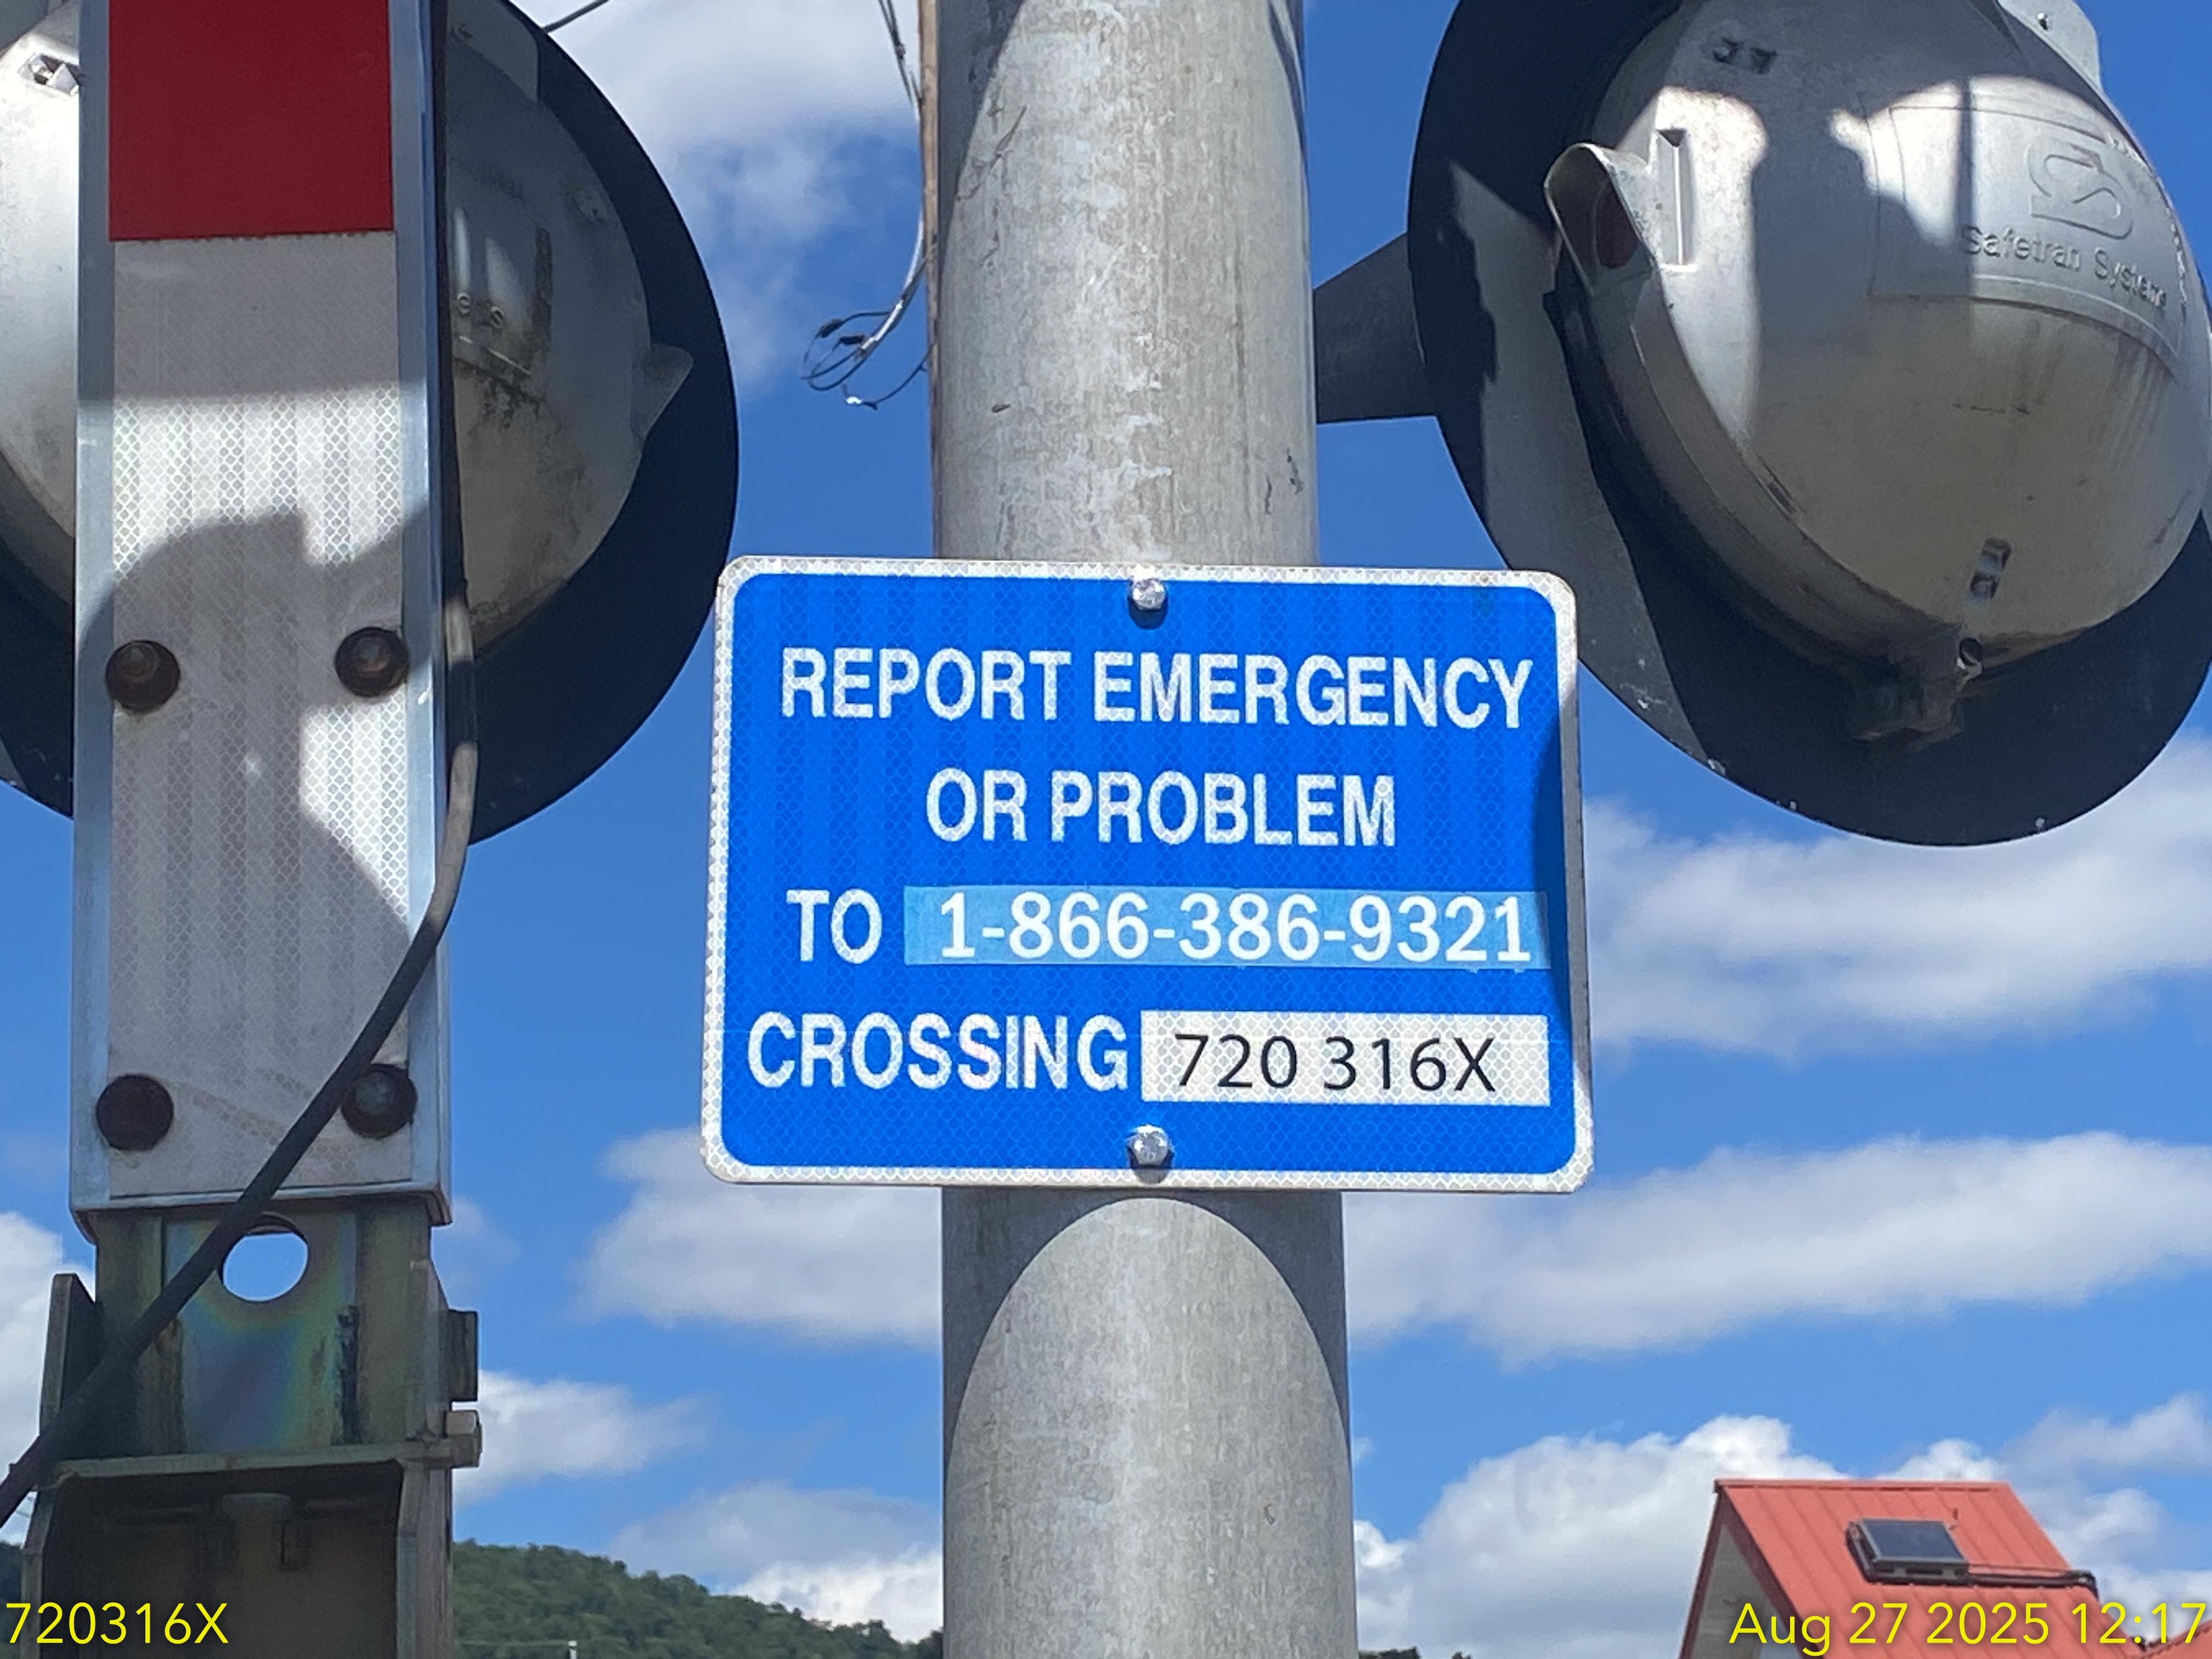 Safetran Systems
ers
REPORT EMERGENCY
OR PROBLEM
TO 1-866-386-9321
CROSSING 720 316X
720316X
Aug 27 2025 12:17